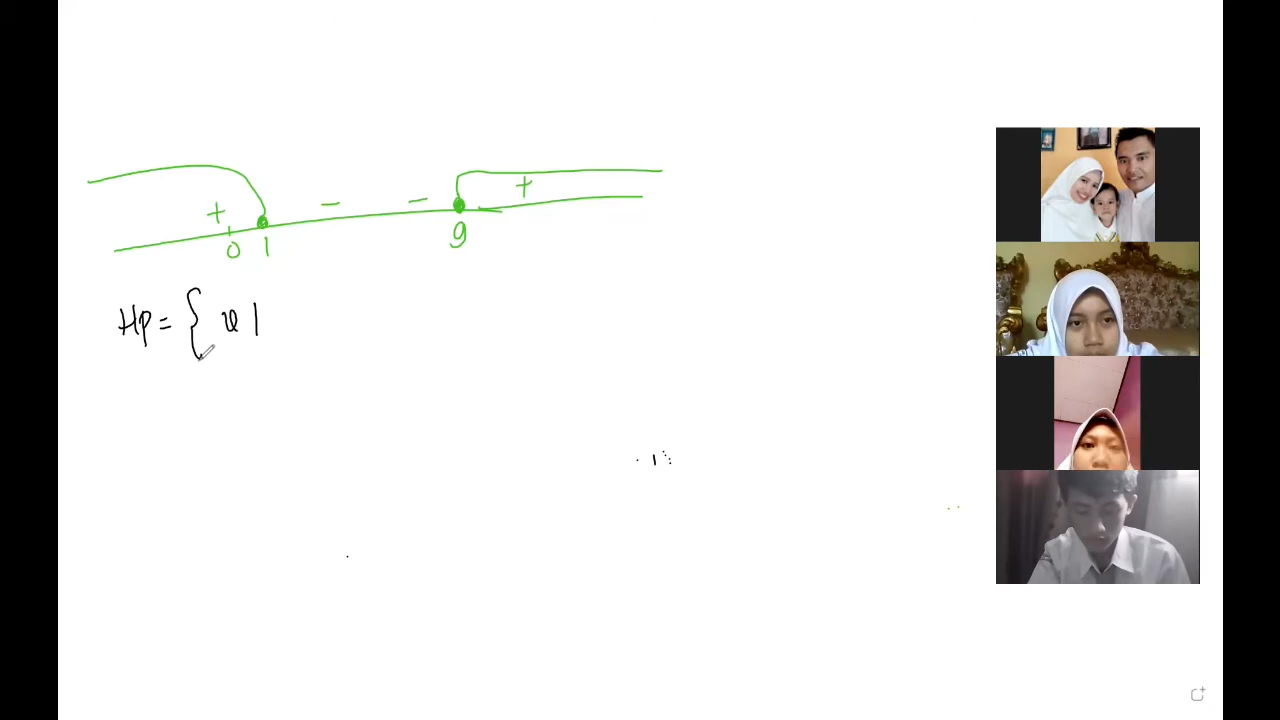 + - - +
0 1 9
Hp = { v |